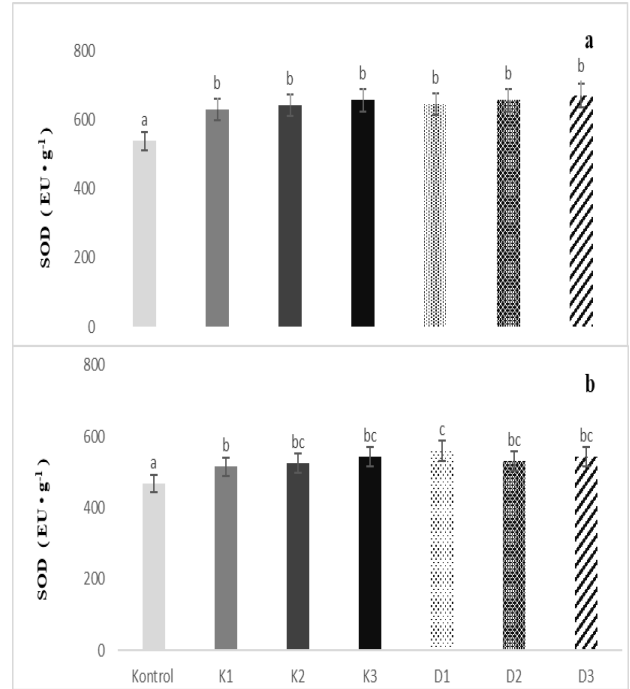 a
800
600
400
200
0
SOD ( EU • g⁻¹)
a b b b b b b
b
800
600
400
200
0
SOD ( EU • g⁻¹)
a b bc bc c bc bc
Kontrol K1 K2 K3 D1 D2 D3